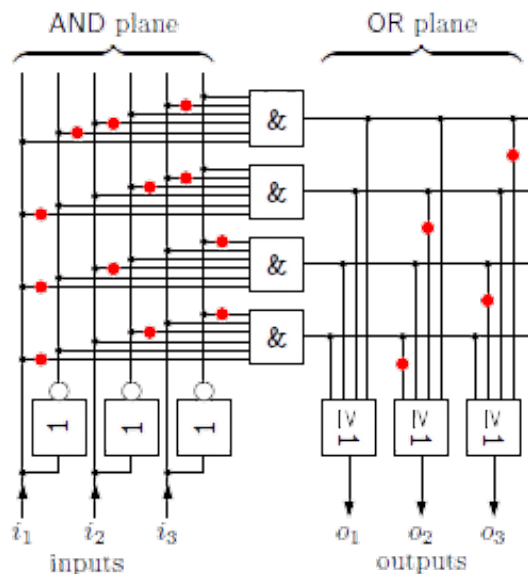 AND plane OR plane
&
&
&
&
1 1 1 ≥1 ≥1 ≥1
i1 i2 i3 o1 o2 o3
inputs outputs